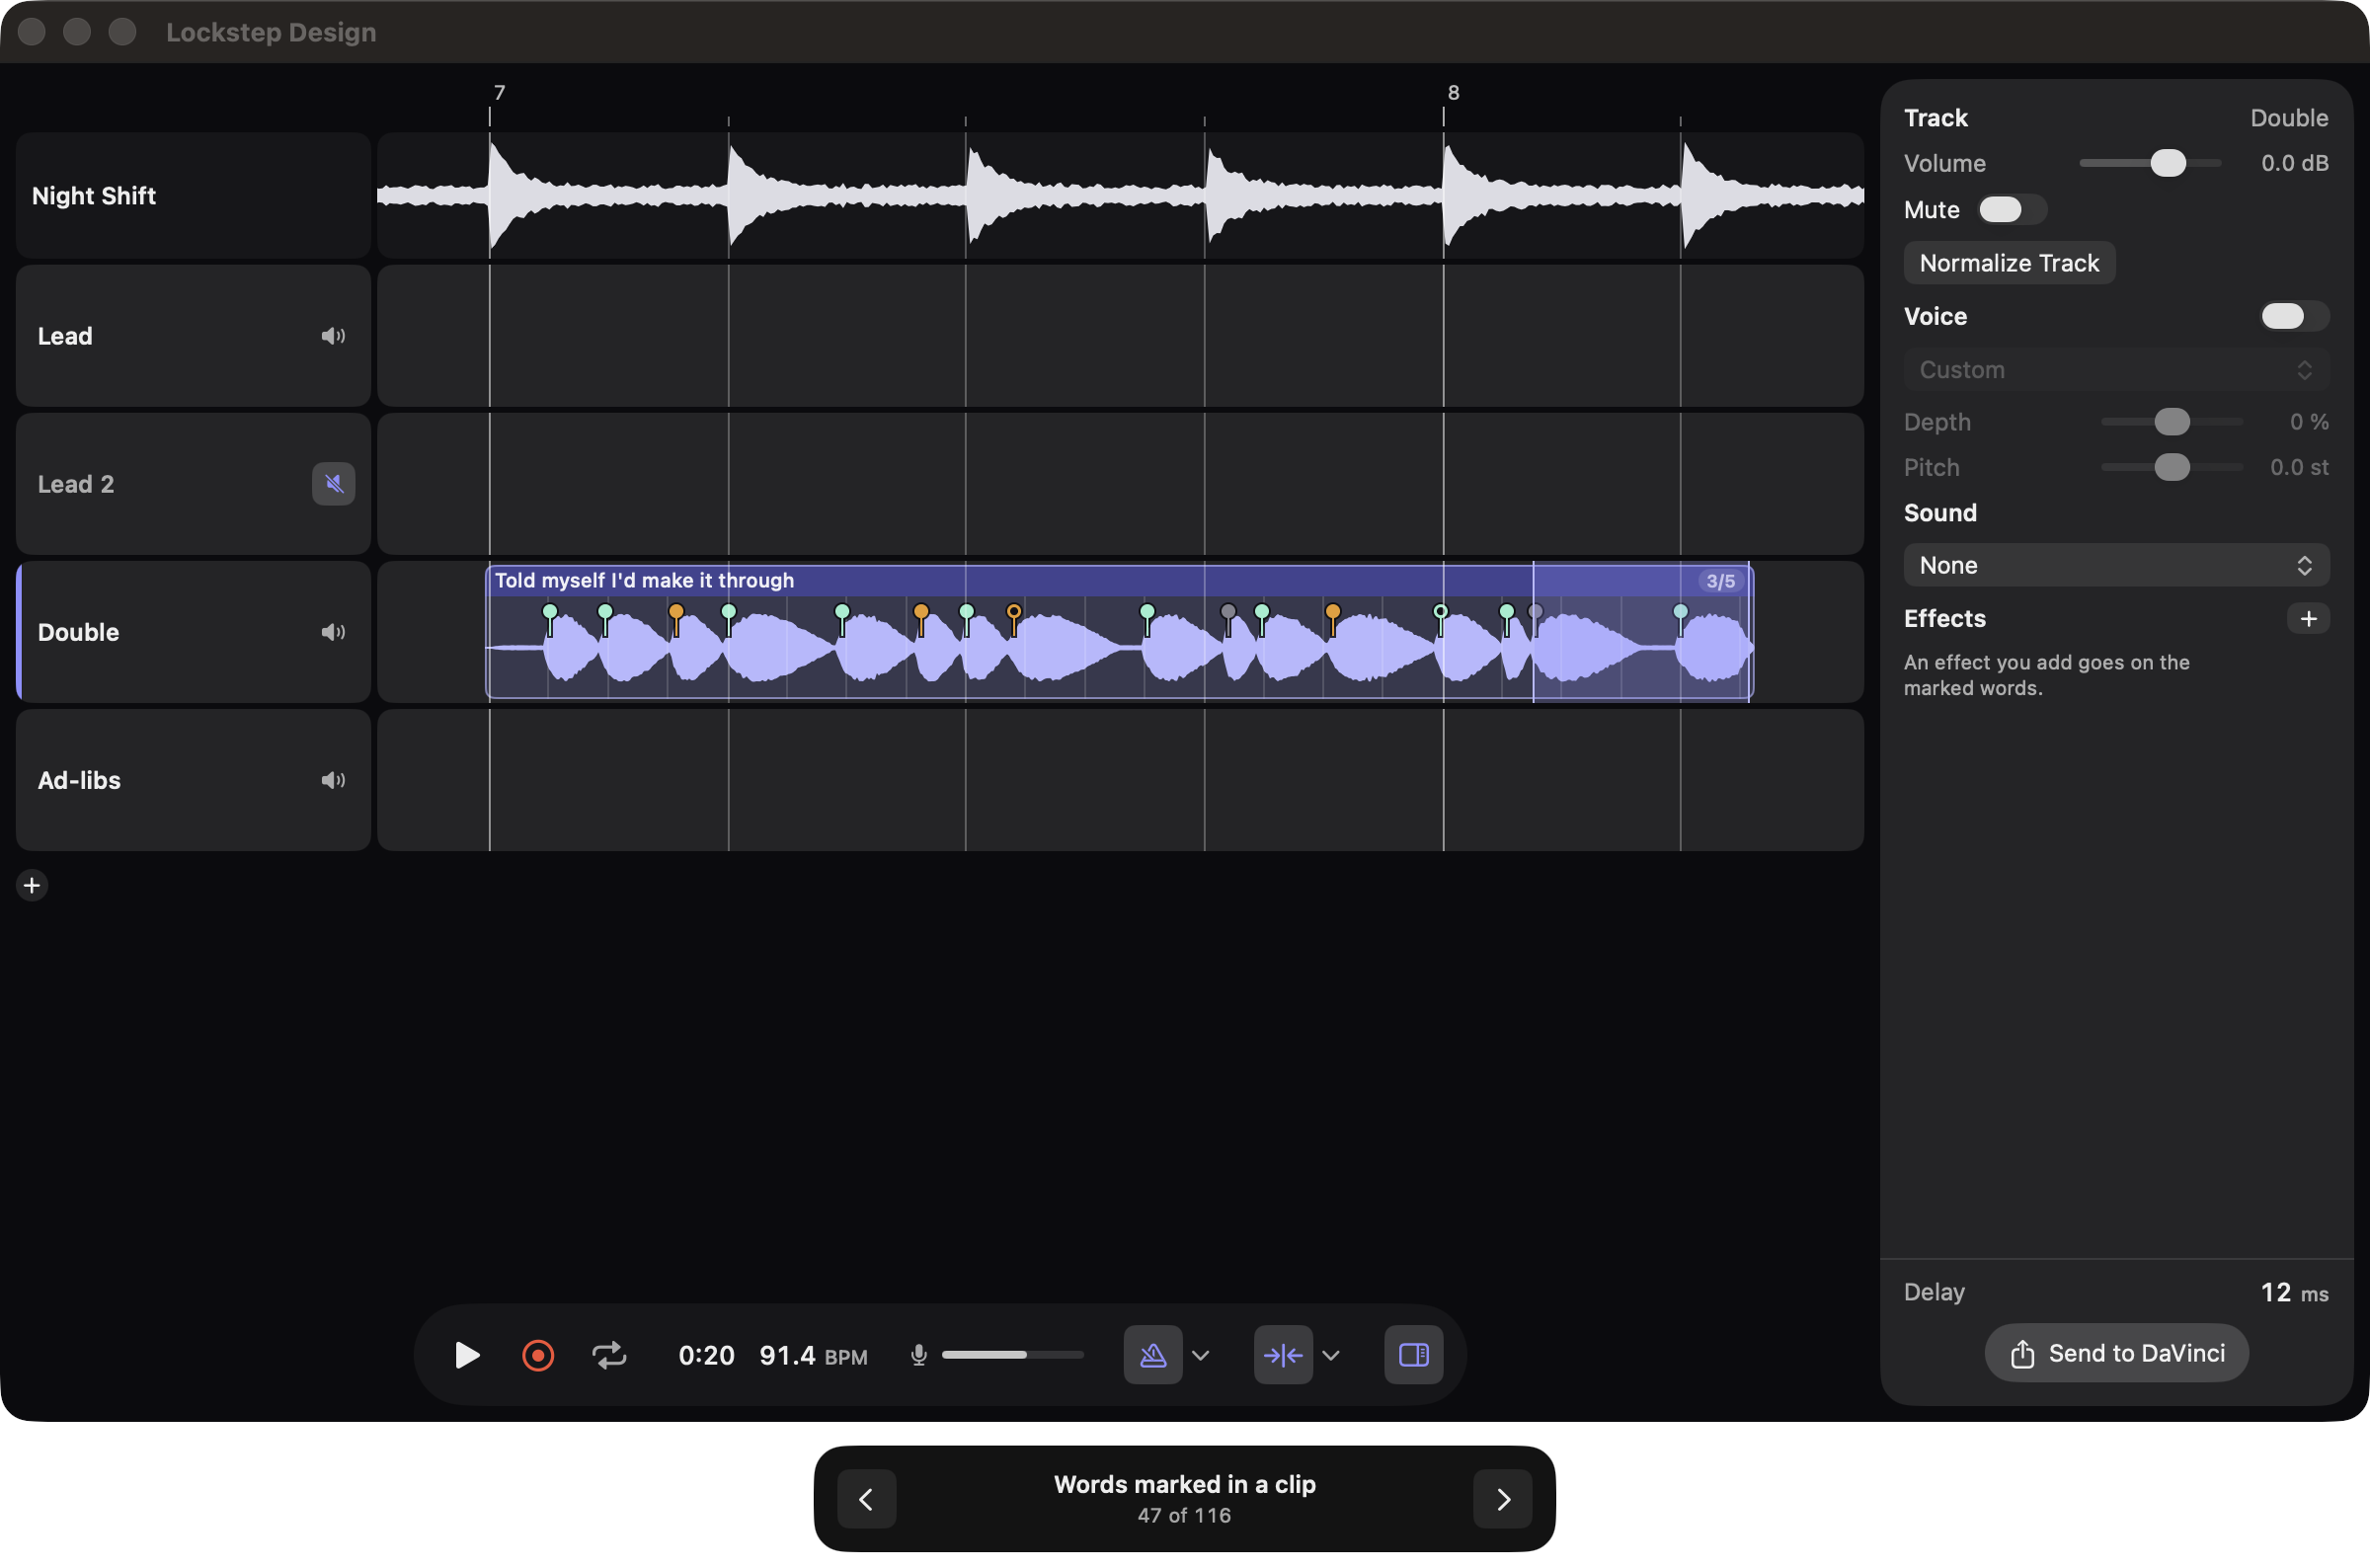 Lockstep Design
7
8
Night Shift
Lead
Lead 2
Double
Told myself I'd make it through
3/5
Ad-libs
Track
Double
Volume
0.0 dB
Mute
Normalize Track
Voice
Custom
Depth
0 %
Pitch
0.0 st
Sound
None
Effects
An effect you add goes on the
marked words.
Delay
12 ms
Send to DaVinci
0:20
91.4 BPM
Words marked in a clip
47 of 116